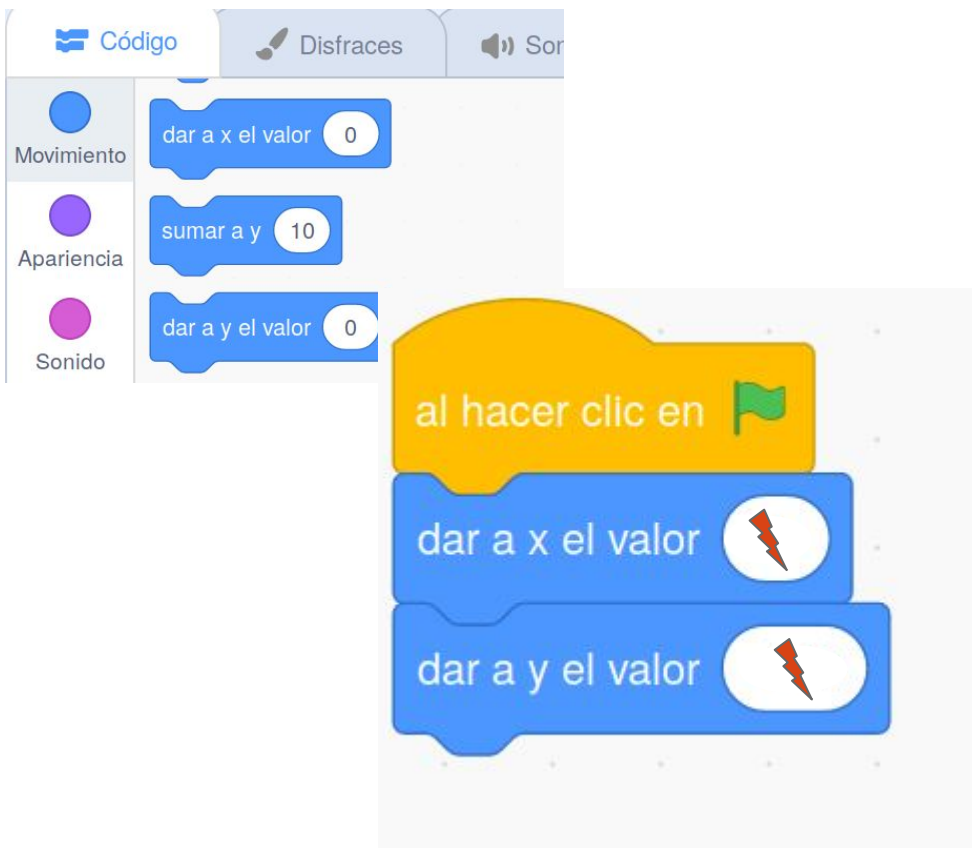 Código
Disfraces
Son
Movimiento
dar a x el valor 0
Apariencia
sumar a y 10
Sonido
dar a y el valor 0
al hacer clic en
dar a x el valor
dar a y el valor